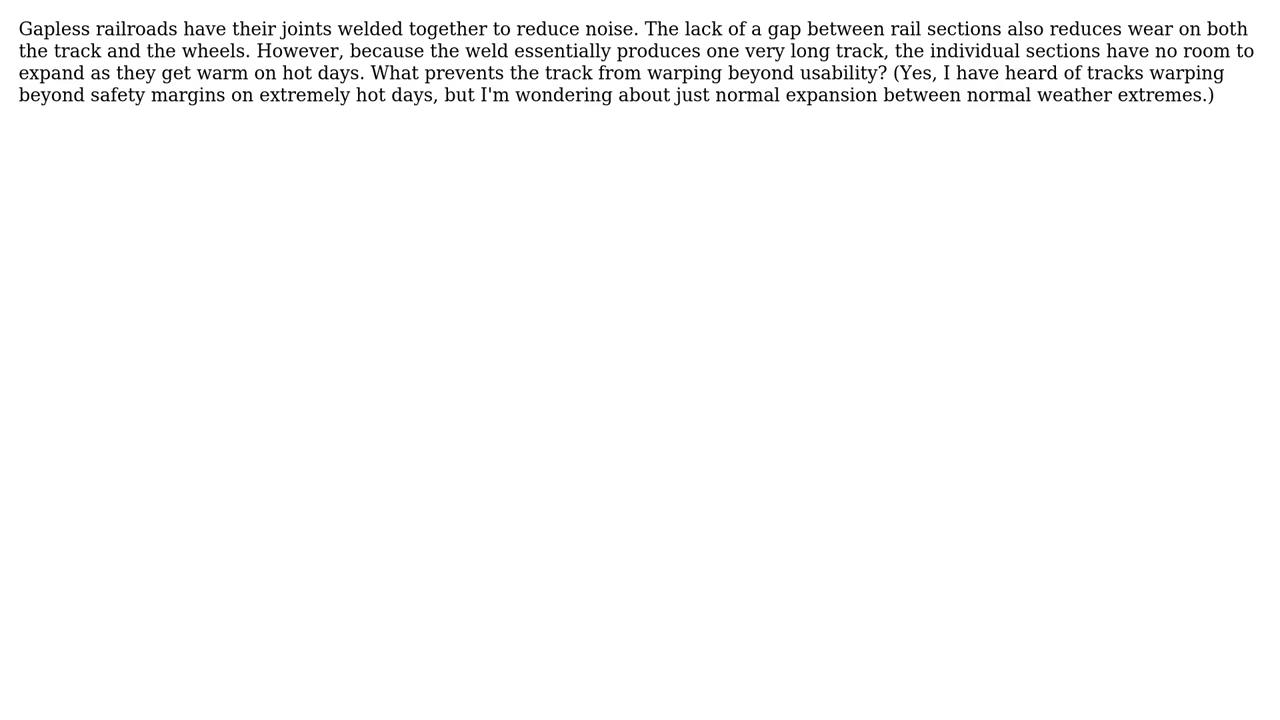 Gapless railroads have their joints welded together to reduce noise. The lack of a gap between rail sections also reduces wear on both
the track and the wheels. However, because the weld essentially produces one very long track, the individual sections have no room to
expand as they get warm on hot days. What prevents the track from warping beyond usability? (Yes, I have heard of tracks warping
beyond safety margins on extremely hot days, but I'm wondering about just normal expansion between normal weather extremes.)